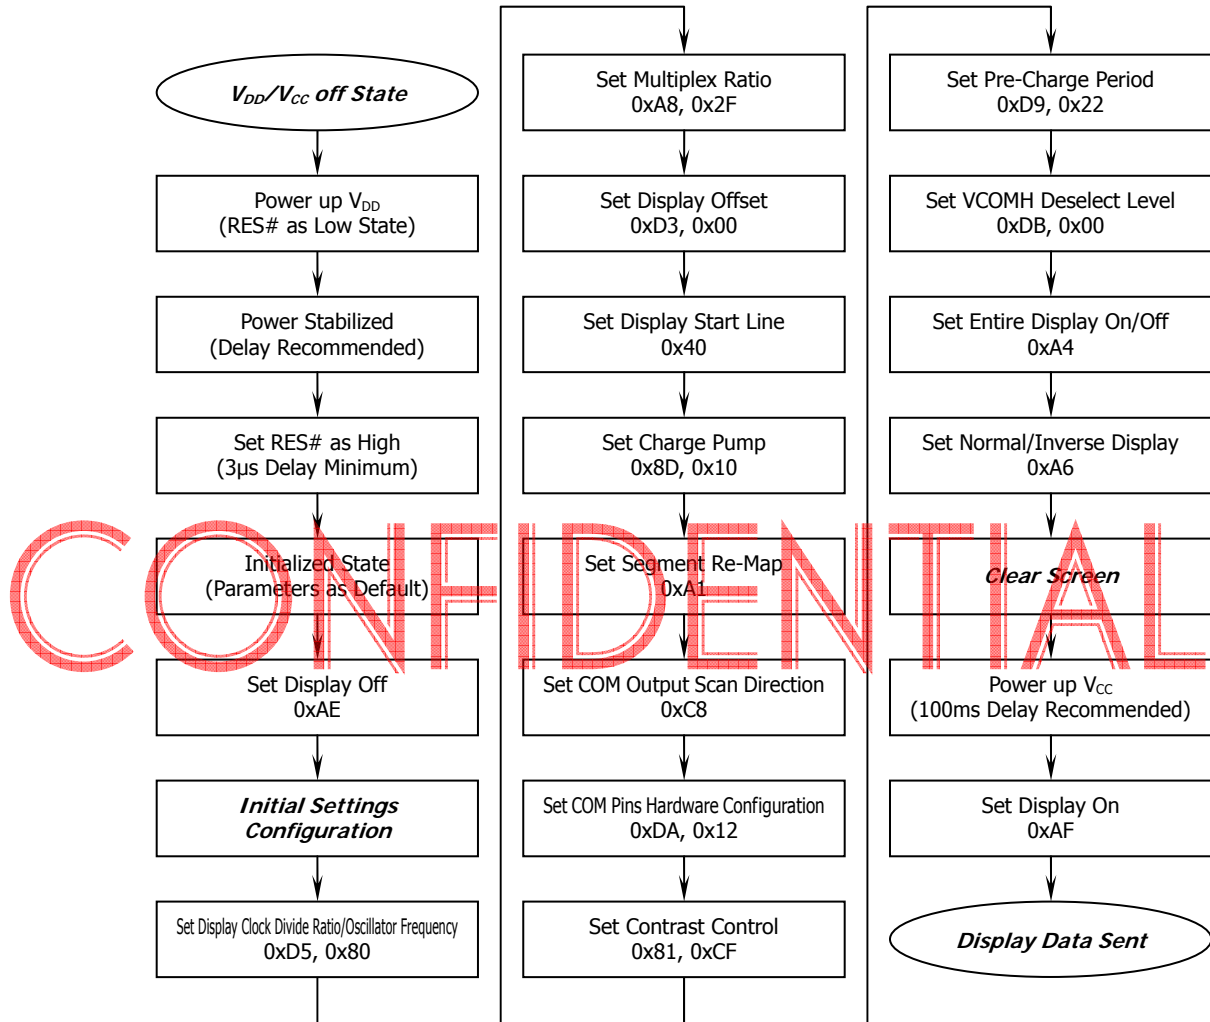 V_DD/V_CC off State
Power up V_DD
(RES# as Low State)
Power Stabilized
(Delay Recommended)
Set RES# as High
(3µs Delay Minimum)
Initialized State
(Parameters as Default)
Set Display Off
0xAE
Initial Settings
Configuration
Set Display Clock Divide Ratio/Oscillator Frequency
0xD5, 0x80
Set Multiplex Ratio
0xA8, 0x2F
Set Display Offset
0xD3, 0x00
Set Display Start Line
0x40
Set Charge Pump
0x8D, 0x10
Set Segment Re-Map
0xA1
Set COM Output Scan Direction
0xC8
Set COM Pins Hardware Configuration
0xDA, 0x12
Set Contrast Control
0x81, 0xCF
Set Pre-Charge Period
0xD9, 0x22
Set VCOMH Deselect Level
0xDB, 0x00
Set Entire Display On/Off
0xA4
Set Normal/Inverse Display
0xA6
Clear Screen
Power up V_CC
(100ms Delay Recommended)
Set Display On
0xAF
Display Data Sent
CONFIDENTIAL